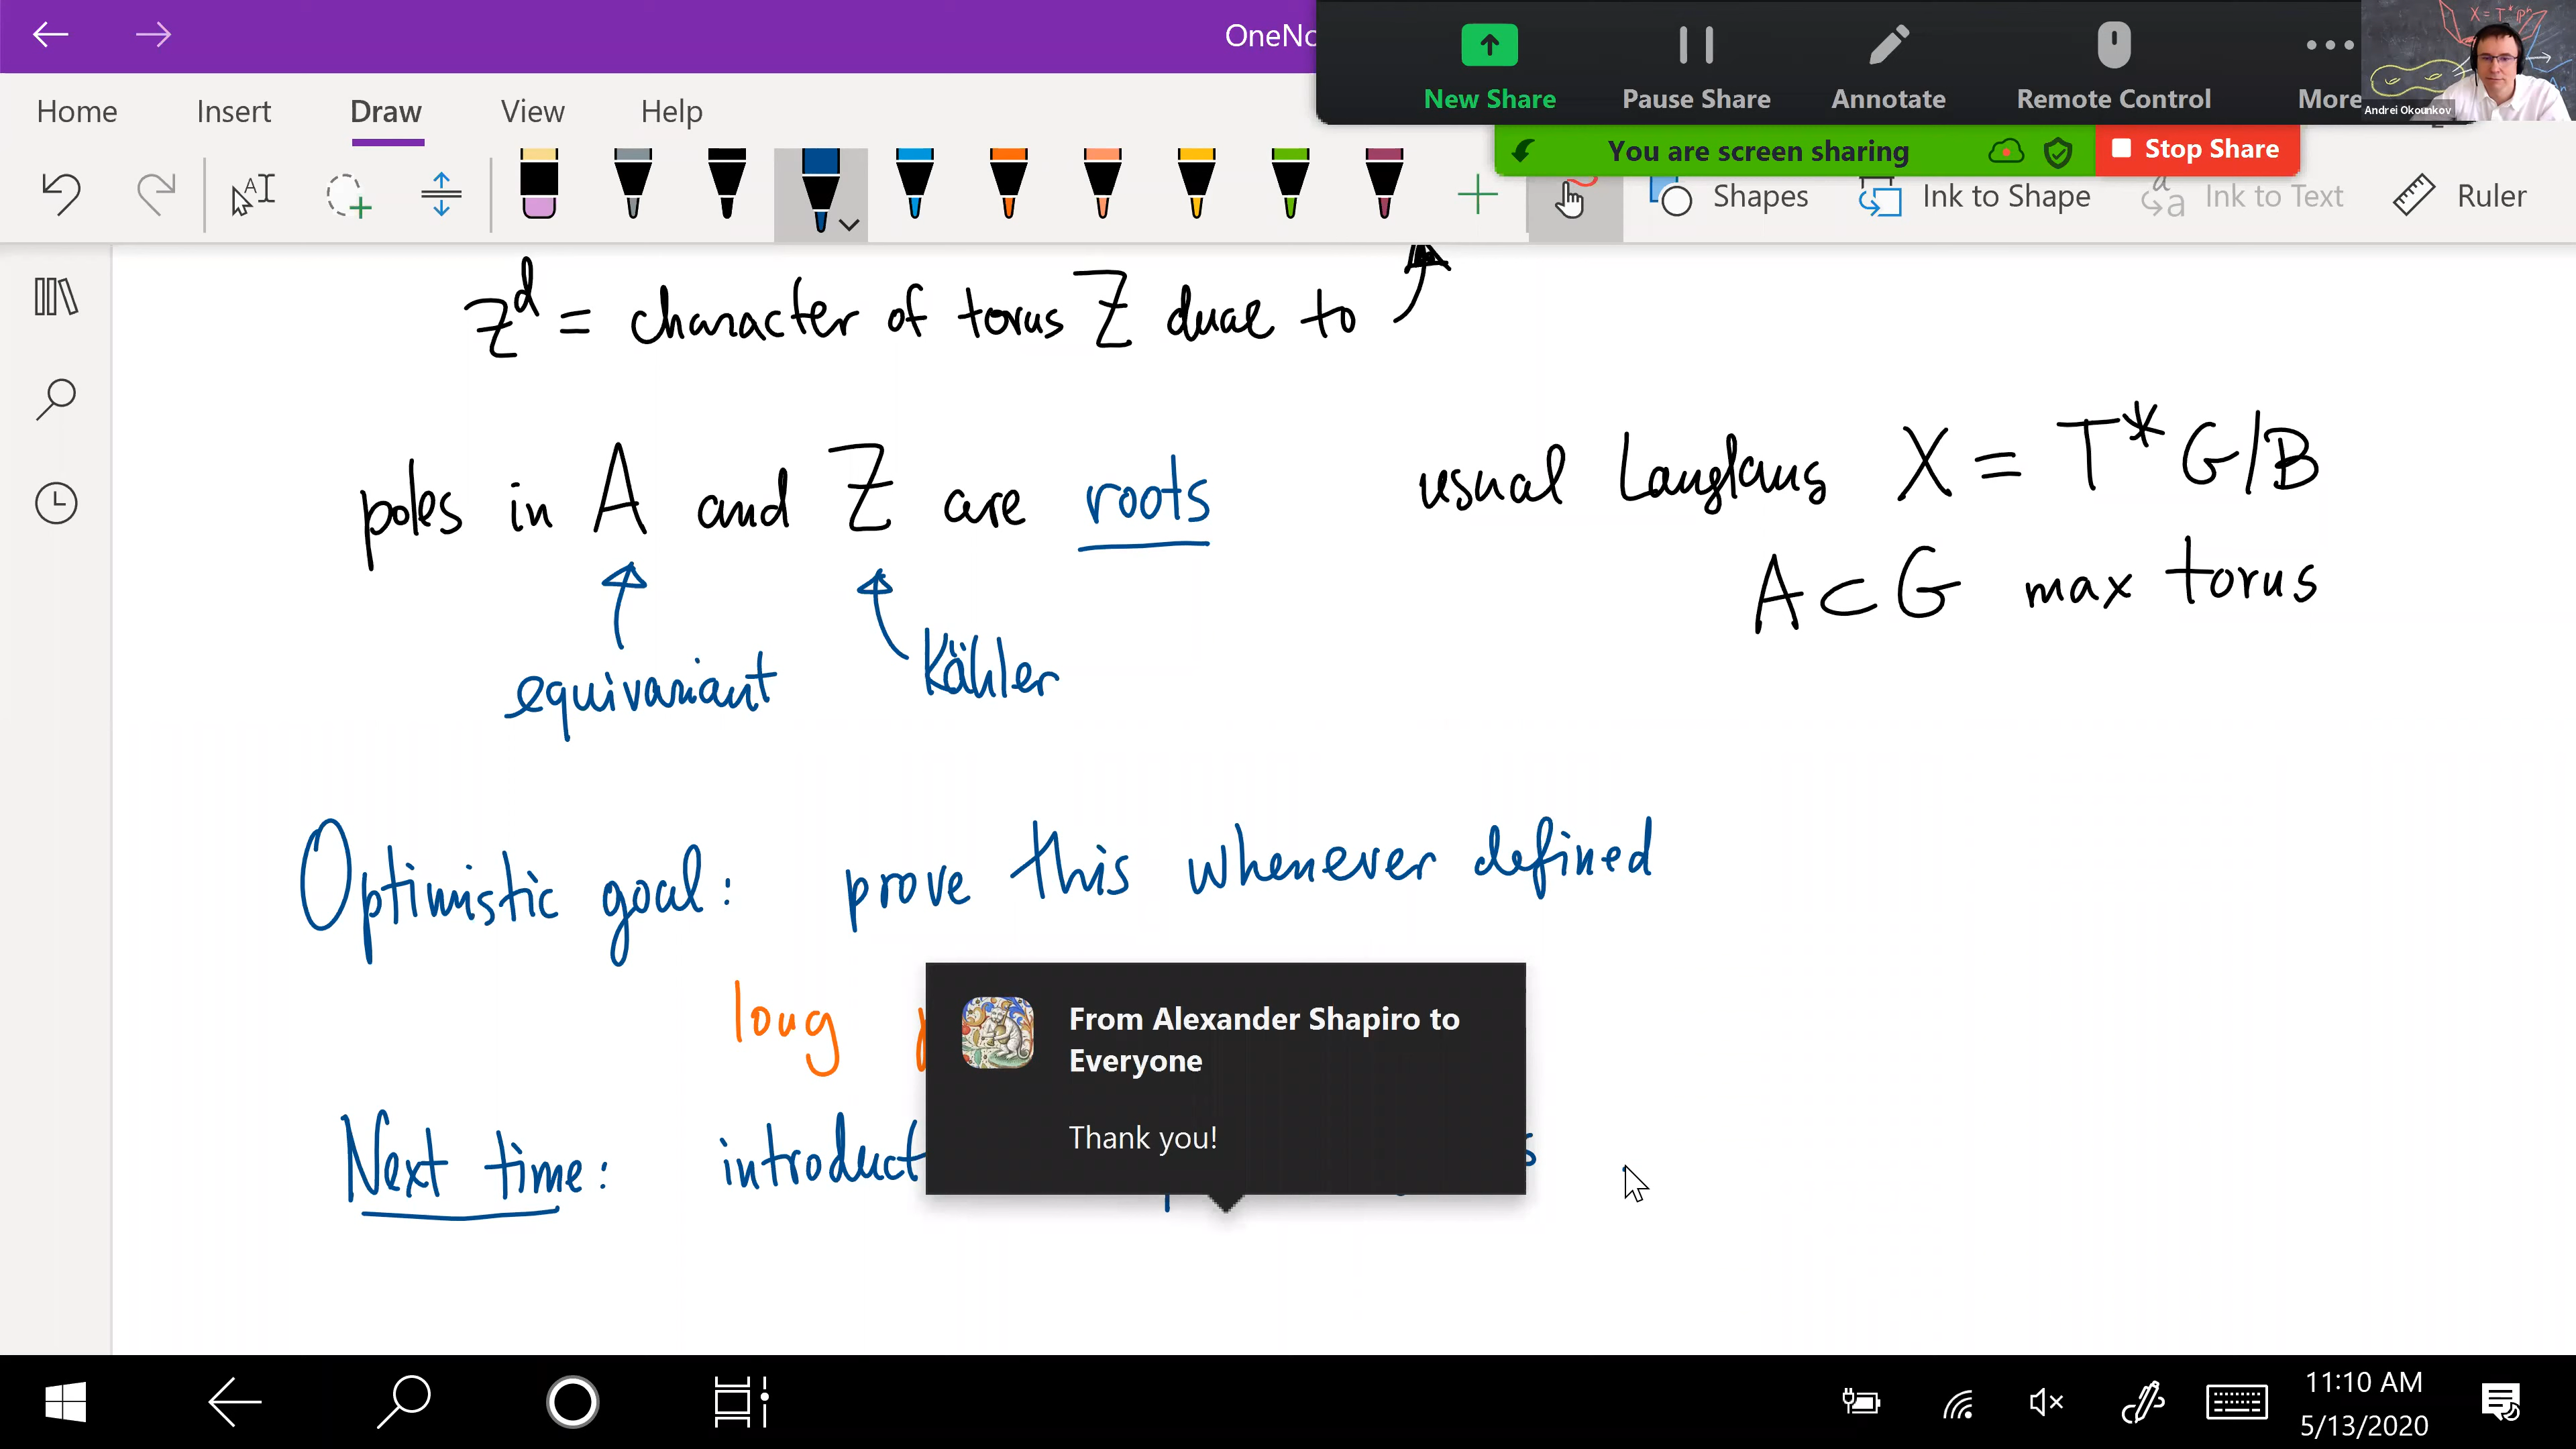 OneNo
New Share
Pause Share
Annotate
Remote Control
More
X = T*
Andrei Okounkov
You are screen sharing
Stop Share
Home Insert Draw View Help
Shapes Ink to Shape Ink to Text Ruler
z^d = character of torus Z dual to
poles in A and Z are roots
usual Langlans X = T* G/B
A ⊂ G max torus
equivariant
Kähler
Optimistic goal: prove this whenever defined
long
From Alexander Shapiro to
Everyone
Thank you!
Next time: introduct
11:10 AM
5/13/2020